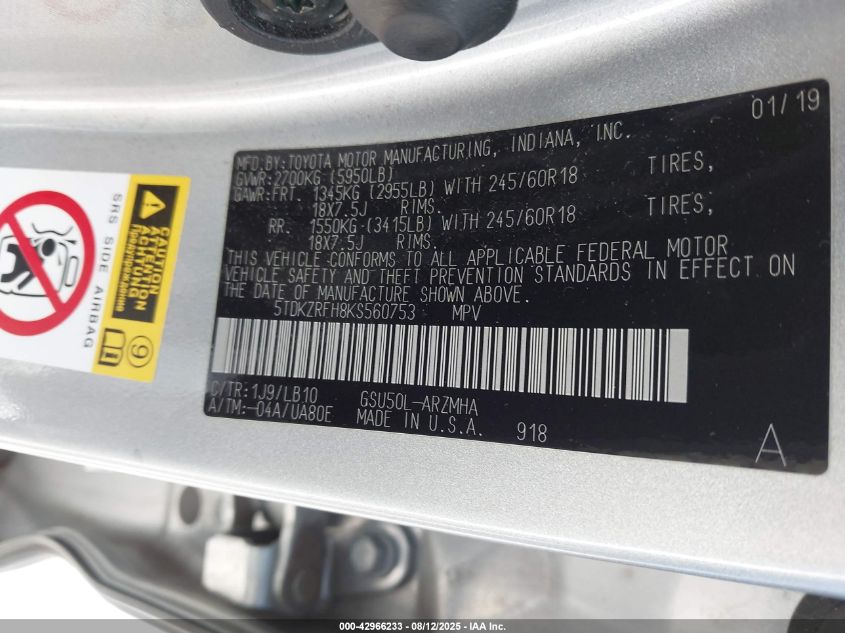 01/19
MFD.BY:TOYOTA MOTOR MANUFACTURING, INDIANA, INC.
GVWR:2700KG (5950LB)
GAWR:FRT. 1345KG (2955LB) WITH 245/60R18 TIRES,
18X7.5J RIMS.
RR. 1550KG (3415LB) WITH 245/60R18 TIRES,
18X7.5J RIMS.
THIS VEHICLE CONFORMS TO ALL APPLICABLE FEDERAL MOTOR
VEHICLE SAFETY AND THEFT PREVENTION STANDARDS IN EFFECT ON
THE DATE OF MANUFACTURE SHOWN ABOVE.
5TDKZRFH8KS560753 MPV
C/TR:1J9/LB10 GSU50L-ARZMHA
A/TM:-04A/UA80E MADE IN U.S.A. 918
A
SRS SIDE AIRBAG
CAUTION
ATTENTION
ACHTUNG
9
000-42966233 - 08/12/2025 - IAA Inc.